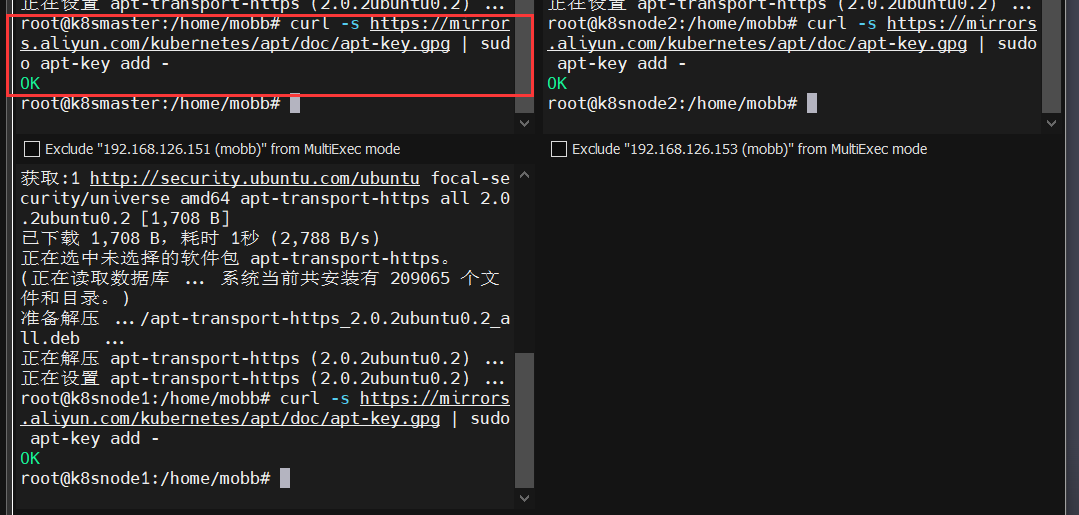 正在设置 apt-transport-https (2.0.2ubuntu0.2) ...
root@k8smaster:/home/mobb# curl -s https://mirror
s.aliyun.com/kubernetes/apt/doc/apt-key.gpg | sud
o apt-key add -
OK
root@k8smaster:/home/mobb#
正在设置 apt-transport-https (2.0.2ubuntu0.2) ...
root@k8snode2:/home/mobb# curl -s https://mirrors
.aliyun.com/kubernetes/apt/doc/apt-key.gpg | sudo
 apt-key add -
OK
root@k8snode2:/home/mobb#
Exclude "192.168.126.151 (mobb)" from MultiExec mode
Exclude "192.168.126.153 (mobb)" from MultiExec mode
获取:1 http://security.ubuntu.com/ubuntu focal-se
curity/universe amd64 apt-transport-https all 2.0
.2ubuntu0.2 [1,708 B]
已下载 1,708 B，耗时 1秒 (2,788 B/s)
正在选中未选择的软件包 apt-transport-https。
(正在读取数据库 ... 系统当前共安装有 209065 个文
件和目录。)
准备解压 .../apt-transport-https_2.0.2ubuntu0.2_a
ll.deb  ...
正在解压 apt-transport-https (2.0.2ubuntu0.2) ...
正在设置 apt-transport-https (2.0.2ubuntu0.2) ...
root@k8snode1:/home/mobb# curl -s https://mirrors
.aliyun.com/kubernetes/apt/doc/apt-key.gpg | sudo
 apt-key add -
OK
root@k8snode1:/home/mobb#